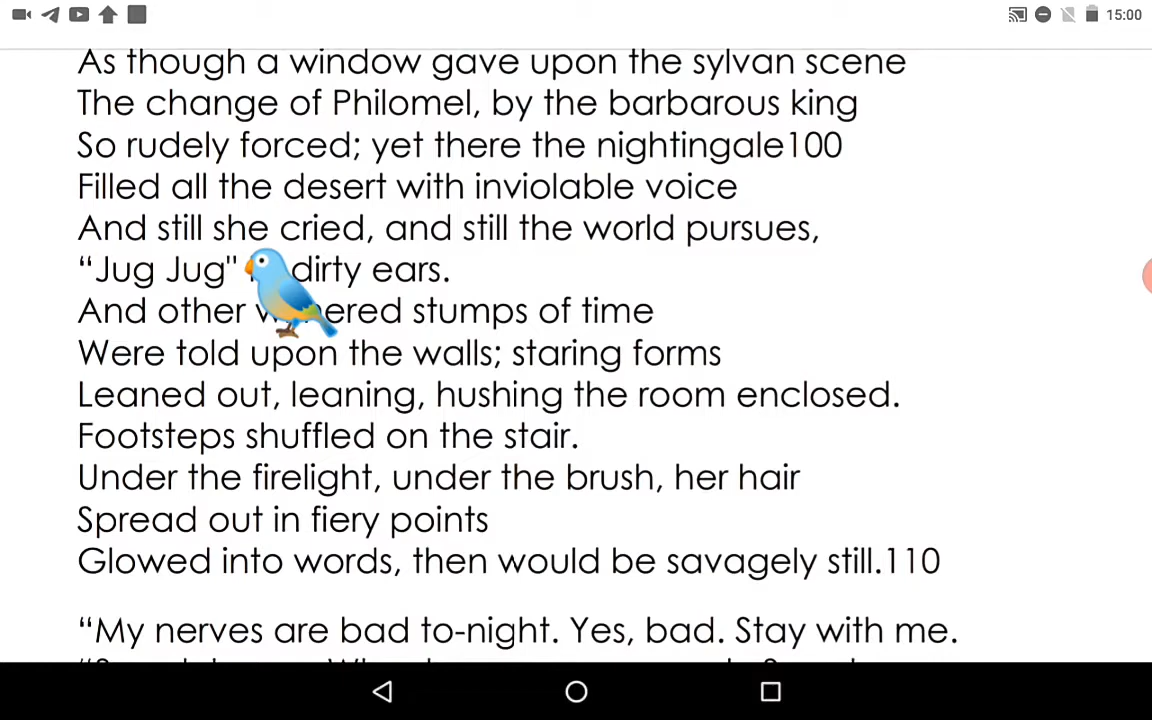 15:00
As though a window gave upon the sylvan scene
The change of Philomel, by the barbarous king
So rudely forced; yet there the nightingale100
Filled all the desert with inviolable voice
And still she cried, and still the world pursues,
“Jug Jug" dirty ears.
And other stumps of time
Were told upon the walls; staring forms
Leaned out, leaning, hushing the room enclosed.
Footsteps shuffled on the stair.
Under the firelight, under the brush, her hair
Spread out in fiery points
Glowed into words, then would be savagely still.110
“My nerves are bad to-night. Yes, bad. Stay with me.